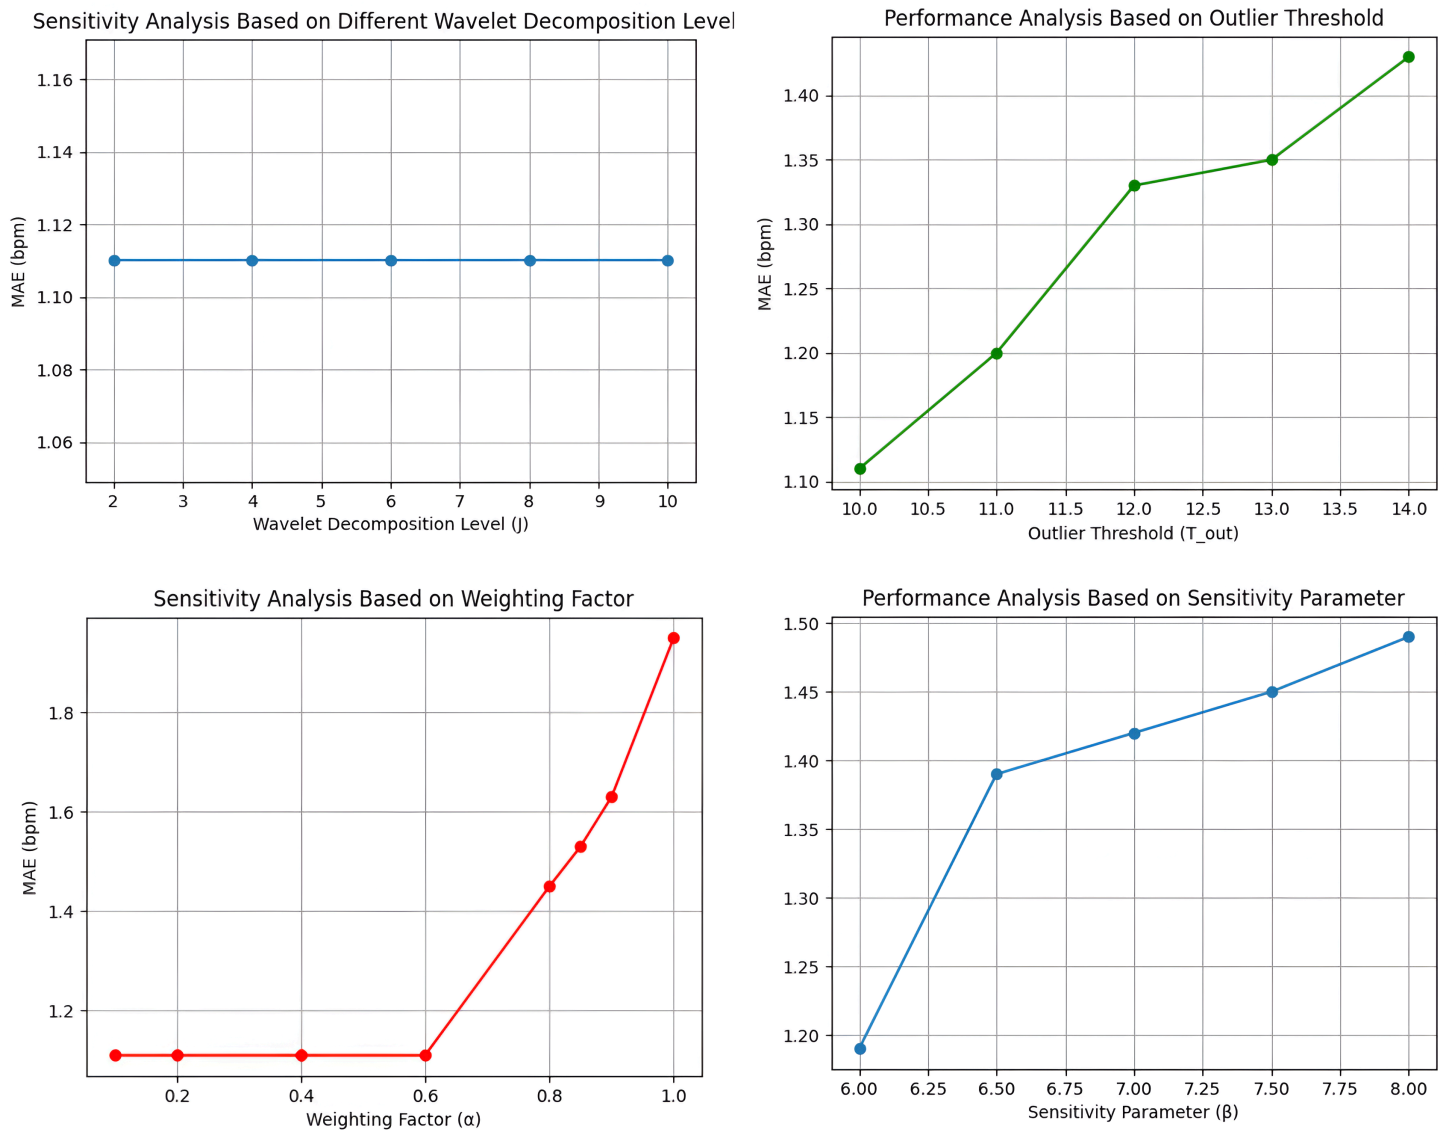 Sensitivity Analysis Based on Different Wavelet Decomposition Level
MAE (bpm)
1.16
1.14
1.12
1.10
1.08
1.06
2 3 4 5 6 7 8 9 10
Wavelet Decomposition Level (J)
Performance Analysis Based on Outlier Threshold
MAE (bpm)
1.40
1.35
1.30
1.25
1.20
1.15
1.10
10.0 10.5 11.0 11.5 12.0 12.5 13.0 13.5 14.0
Outlier Threshold (T_out)
Sensitivity Analysis Based on Weighting Factor
MAE (bpm)
1.8
1.6
1.4
1.2
0.2 0.4 0.6 0.8 1.0
Weighting Factor (α)
Performance Analysis Based on Sensitivity Parameter
1.50
1.45
1.40
1.35
1.30
1.25
1.20
6.00 6.25 6.50 6.75 7.00 7.25 7.50 7.75 8.00
Sensitivity Parameter (β)